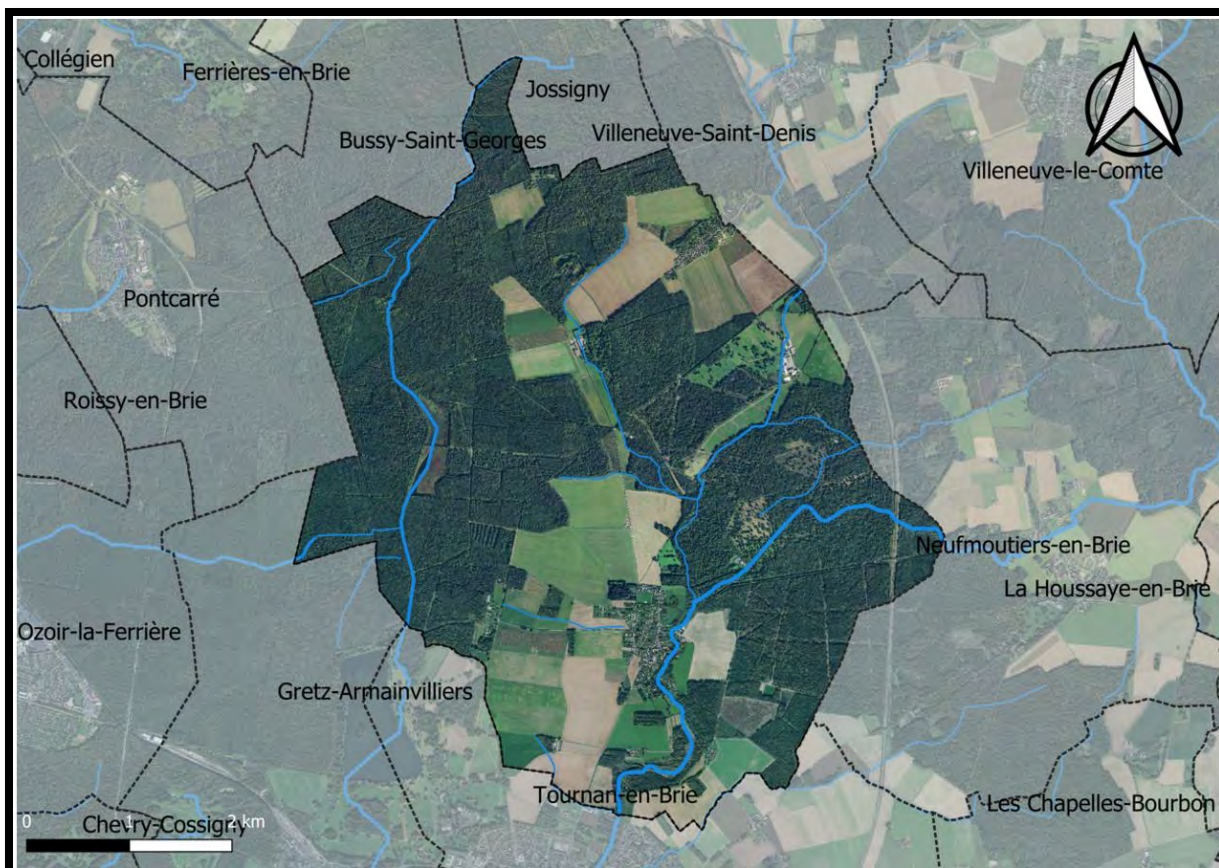 Collégien
Ferrières-en-Brie
Jossigny
Bussy-Saint-Georges
Villeneuve-Saint-Denis
Villeneuve-le-Comte
Pontcarré
Roissy-en-Brie
Neufmoutiers-en-Brie
La Houssaye-en-Brie
Ozoir-la-Ferrière
Gretz-Armainvilliers
Tournan-en-Brie
Les Chapelles-Bourbon
Chevry-Cossigny
0 1 2 km